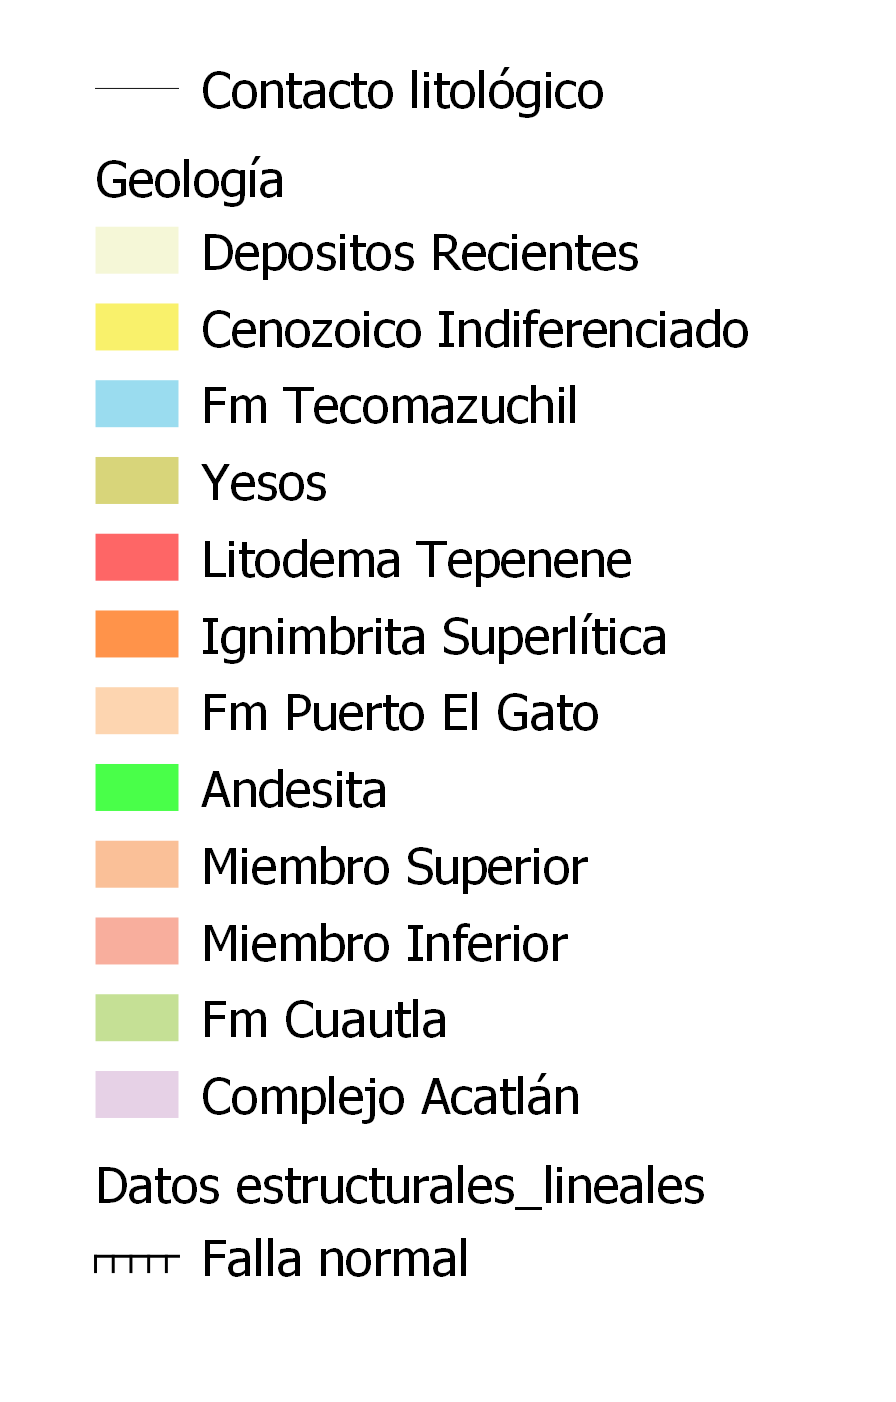 Contacto litológico
Geología
Depositos Recientes
Cenozoico Indiferenciado
Fm Tecomazuchil
Yesos
Litodema Tepenene
Ignimbrita Superlítica
Fm Puerto El Gato
Andesita
Miembro Superior
Miembro Inferior
Fm Cuautla
Complejo Acatlán
Datos estructurales_lineales
Falla normal